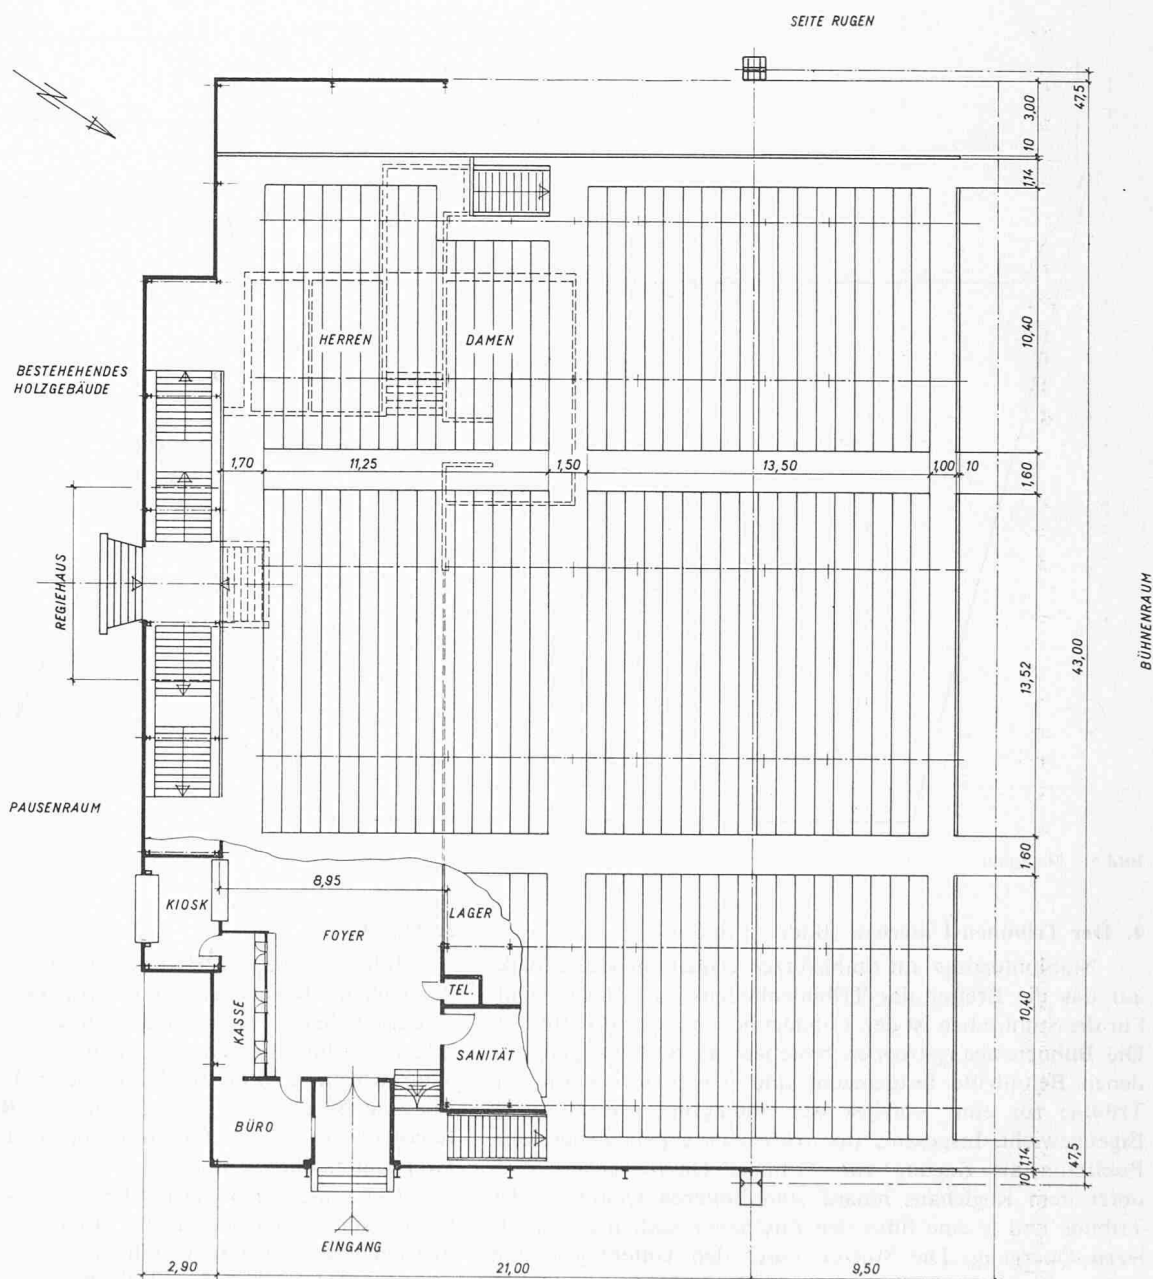 SEITE RUGEN
N
47,5
3,00
10
1,14
HERREN
DAMEN
10,40
BESTEHEHENDES
HOLZGEBÄUDE
1,70
11,25
1,50
13,50
1,00
10
1,60
REGIEHAUS
BÜHNENRAUM
13,52
43,00
PAUSENRAUM
1,60
8,95
KIOSK
LAGER
FOYER
TEL.
10,40
KASSE
SANITÄT
BÜRO
1,14
10
47,5
EINGANG
2,90
21,00
9,50